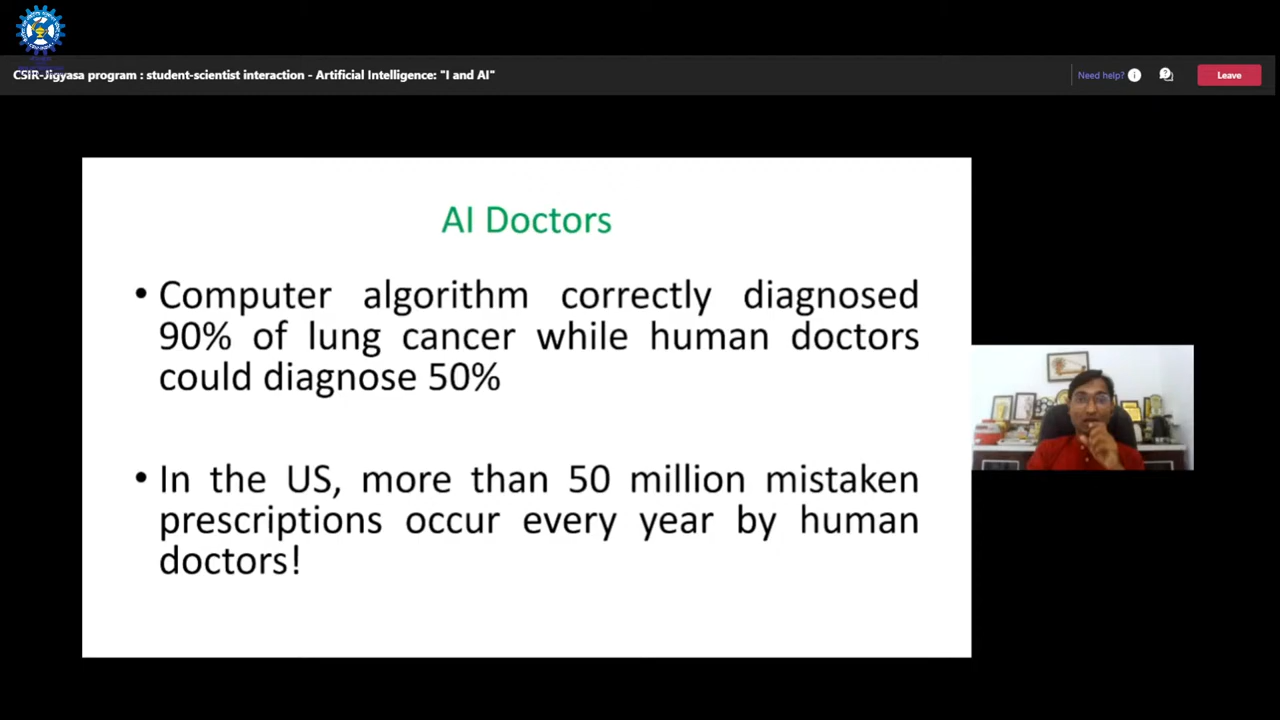 CSIR-Jigyasa program : student-scientist interaction - Artificial Intelligence: "I and AI"
Need help?
Leave
AI Doctors
• Computer algorithm correctly diagnosed
90% of lung cancer while human doctors
could diagnose 50%
• In the US, more than 50 million mistaken
prescriptions occur every year by human
doctors!